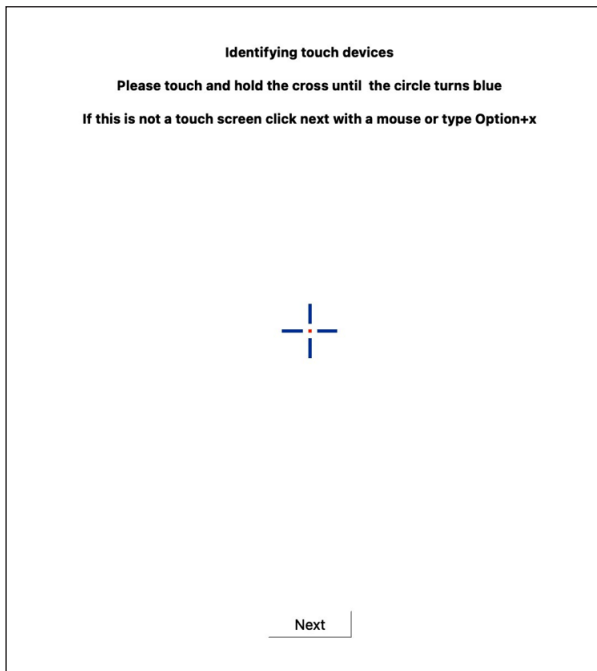 Identifying touch devices
Please touch and hold the cross until  the circle turns blue
If this is not a touch screen click next with a mouse or type Option+x
Next